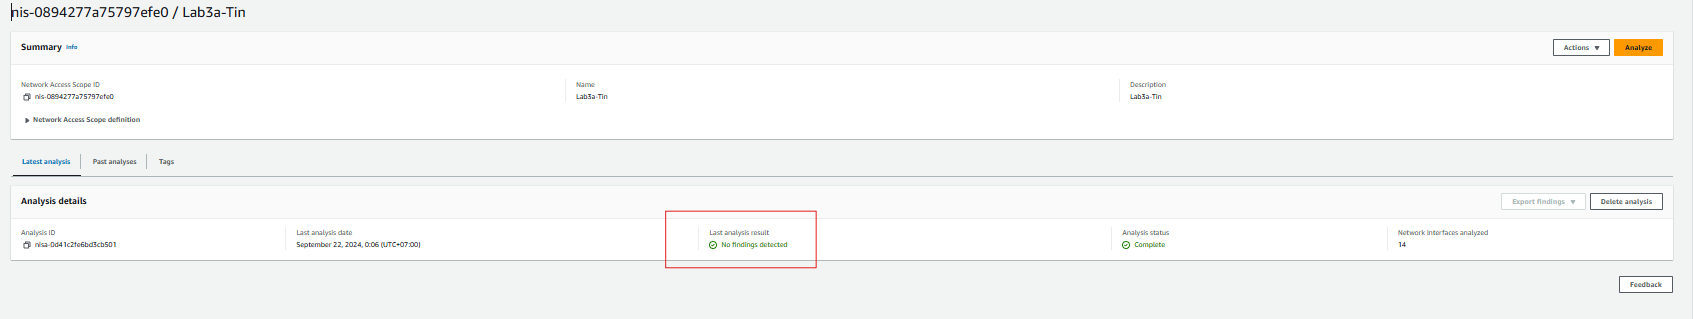 nis-0894277a75797efe0 / Lab3a-Tin
Summary Info
Actions
Analyze
Network Access Scope ID
nis-0894277a75797efe0
Name
Lab3a-Tin
Description
Lab3a-Tin
Network Access Scope definition
Latest analysis
Past analyses
Tags
Analysis details
Export findings
Delete analysis
Analysis ID
nisa-0d41c2fe6bd3cb501
Last analysis date
September 22, 2024, 0:06 (UTC+07:00)
Last analysis result
No findings detected
Analysis status
Complete
Network Interfaces analyzed
14
Feedback